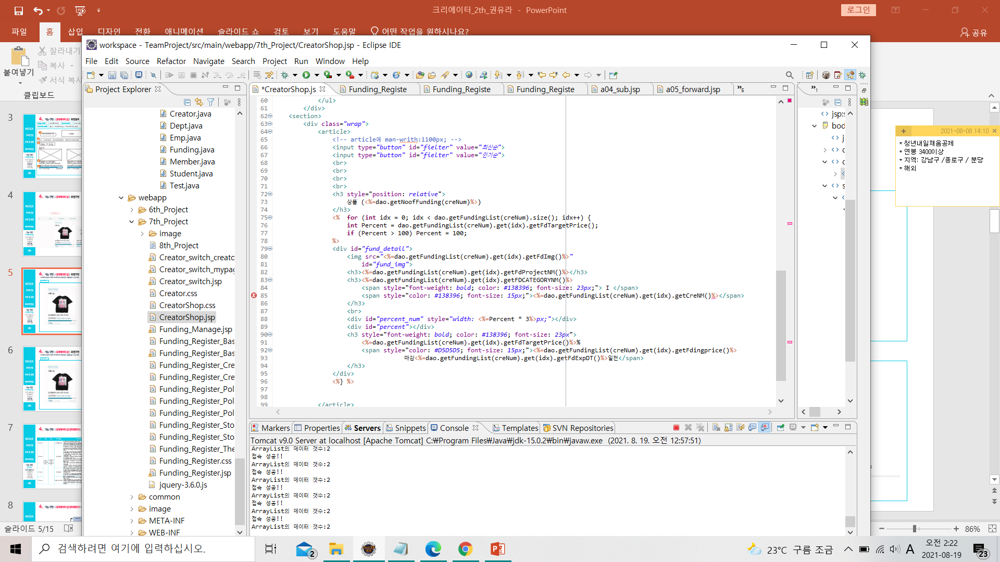 크리에이터_2th_권유라 - PowerPoint
로그인
파일 홈 삽입 디자인 전환 애니메이션 슬라이드 쇼 검토 보기 도움말 어떤 작업을 원하시나요?
공유
붙여넣기
잘라내기
복사
서식 복사
클립보드
workspace - TeamProject/src/main/webapp/7th_Project/CreatorShop.jsp - Eclipse IDE
File Edit Source Refactor Navigate Search Project Run Window Help
Project Explorer
Creator.java
Dept.java
Emp.java
Funding.java
Member.java
Student.java
Test.java
webapp
6th_Project
7th_Project
image
8th_Project
Creator_switch_creato
Creator_switch_mypag
Creator_switch.jsp
Creator.css
CreatorShop.css
CreatorShop.jsp
Funding_Manage.jsp
Funding_Register_Bas
Funding_Register_Bas
Funding_Register_Cre
Funding_Register_Cre
Funding_Register_Pol
Funding_Register_Pol
Funding_Register_Pol
Funding_Register_Sto
Funding_Register_Sto
Funding_Register_The
Funding_Register.css
Funding_Register.jsp
jquery-3.6.0.js
common
image
META-INF
WEB-INF
*CreatorShop.js Funding_Registe Funding_Registe Funding_Registe a04_sub.jsp a05_forward.jsp »5
60 </ul>
61 </div>
62 <section>
63 <div class="wrap">
64 <article>
65 <!-- article에 man-writh:1100px; -->
66 <input type="button" id="fielter" value="최신순">
67 <input type="button" id="fielter" value="인기순">
68 <br>
69 <br>
70 <br>
71 <br>
72 <h3 style="position: relative">
73 상품 (<%=dao.getNoofFunding(creNum)%>)
74 </h3>
75 <% for (int idx = 0; idx < dao.getFundingList(creNum).size(); idx++) {
76 int Percent = dao.getFundingList(creNum).get(idx).getFdTargetPrice();
77 if (Percent > 100) Percent = 100;
78 %>
79 <div id="fund_detail">
80 <img src="<%=dao.getFundingList(creNum).get(idx).getFdImg()%>"
81 id="fund_img">
82 <h3><%=dao.getFundingList(creNum).get(idx).getFdProjectNM()%></h3>
83 <h3><%=dao.getFundingList(creNum).get(idx).getFDCATEGORYNM()%>
84 <span style="font-weight: bold; color: #138396; font-size: 23px;"> I </span>
85 <span style="color: #138396; font-size: 15px;"><%=dao.getFundingList(creNum).get(idx).getCreNM()%></span>
86 </h3>
87 <br>
88 <div id="percent_num" style="width: <%=Percent * 3%>px;"></div>
89 <div id="percent"></div>
90 <h3 style="font-weight: bold; color: #138396; font-size: 23px">
91 <%=dao.getFundingList(creNum).get(idx).getFdTargetPrice()%>%
92 <span style="color: #D5D5D5; font-size: 15px;"><%=dao.getFundingList(creNum).get(idx).getFdingprice()%>
93 마감<%=dao.getFundingList(creNum).get(idx).getFdExpDT()%>일전</span>
94 </h3>
95 </div>
96 <%} %>
97
98
99 </article>
»1
jsp:s
bod
j
c
c
s
Markers Properties Servers Snippets Console Templates SVN Repositories
Tomcat v9.0 Server at localhost [Apache Tomcat] C:₩Program Files₩Java₩jdk-15.0.2₩bin₩javaw.exe (2021. 8. 19. 오전 12:57:51)
ArrayList의 데이터 갯수:2
접속 성공!!
ArrayList의 데이터 갯수:2
접속 성공!!
ArrayList의 데이터 갯수:2
접속 성공!!
ArrayList의 데이터 갯수:2
접속 성공!!
ArrayList의 데이터 갯수:2
접속 성공!!
ArrayList의 데이터 갯수:2
2021-08-08 14:10
* 청년내일채움공제
* 연봉 3400이상
* 지역: 강남구 /종로구 / 분당
* 해외
3
4
5
6
7
8
INDEX
INDEX
INDEX
INDEX
INDEX
INDEX
슬라이드 5/15
86%
검색하려면 여기에 입력하십시오.
2
23°C 구름 조금
A
오전 2:22
2021-08-19
23